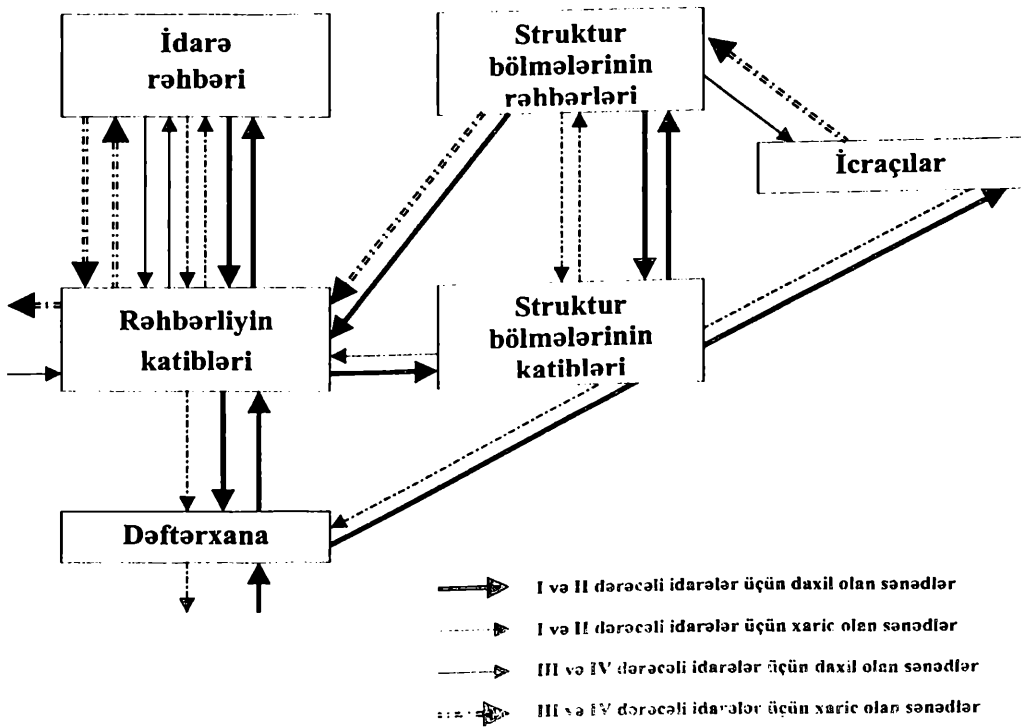 İdarə
rəhbəri
Struktur
bölmələrinin
rəhbərləri
İcraçılar
Rəhbərliyin
katibləri
Struktur
bölmələrinin
katibləri
Dəftərxana
I və II dərəcəli idarələr üçün daxil olan sənədlər
I və II dərəcəli idarələr üçün xaric olan sənədlər
III və IV dərəcəli idarələr üçün daxil olan sənədlər
III və IV dərəcəli idarələr üçün xaric olan sənədlər